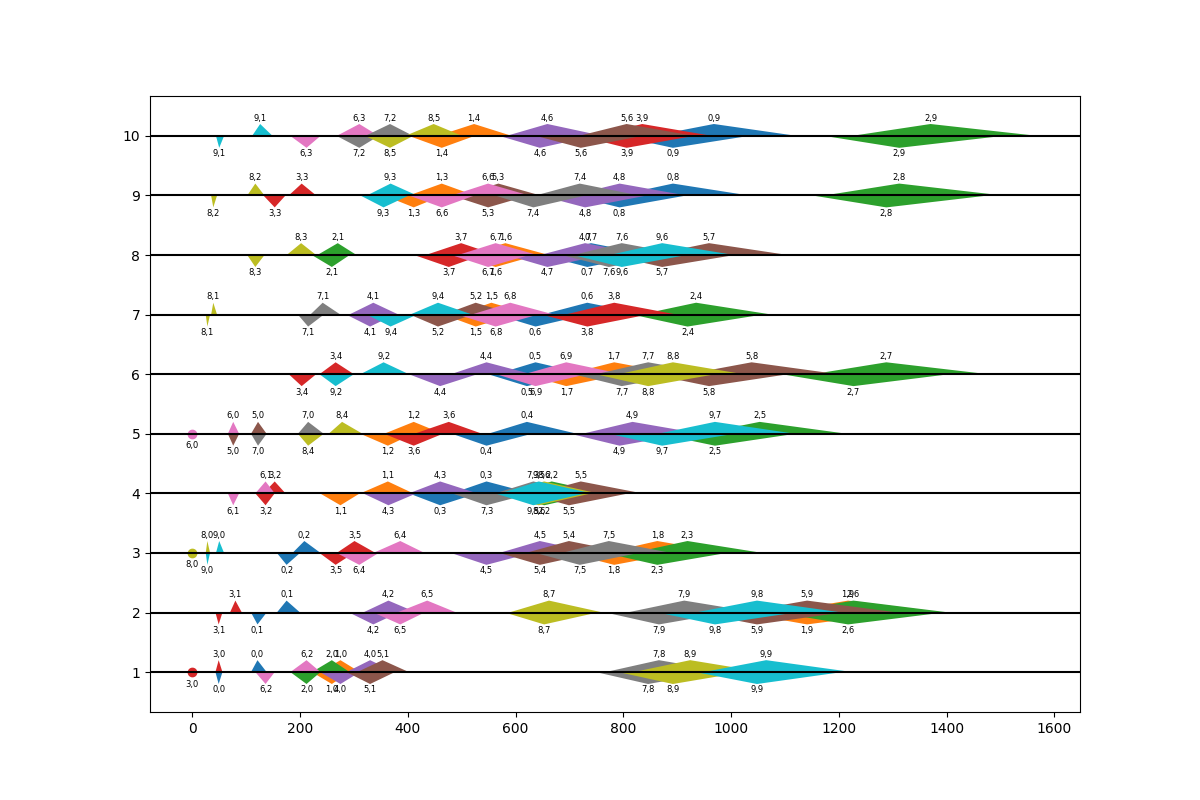 9,1 6,3 7,2 8,5 1,4 4,6 5,6 3,9 0,9 2,9
10
9,1 6,3 7,2 8,5 1,4 4,6 5,6 3,9 0,9 2,9
8,2 3,3 9,3 1,3 6,6 5,3 7,4 4,8 0,8 2,8
9
8,2 3,3 9,3 1,3 6,6 5,3 7,4 4,8 0,8 2,8
8,3 2,1 3,7 6,7 1,6 4,7 0,7 7,6 9,6 5,7
8
8,3 2,1 3,7 6,7 1,6 4,7 0,7 7,6 9,6 5,7
8,1 7,1 4,1 9,4 5,2 1,5 6,8 0,6 3,8 2,4
7
8,1 7,1 4,1 9,4 5,2 1,5 6,8 0,6 3,8 2,4
3,4 9,2 4,4 0,5 6,9 1,7 7,7 8,8 5,8 2,7
6
3,4 9,2 4,4 0,5 6,9 1,7 7,7 8,8 5,8 2,7
6,0 5,0 7,0 8,4 1,2 3,6 0,4 4,9 9,7 2,5
5
6,0 5,0 7,0 8,4 1,2 3,6 0,4 4,9 9,7 2,5
6,1 3,2 1,1 4,3 0,3 5,5
4
6,1 3,2 1,1 4,3 0,3 7,3 5,5
8,0 9,0 0,2 3,5 6,4 4,5 5,4 7,5 1,8 2,3
3
8,0 9,0 0,2 3,5 6,4 4,5 5,4 7,5 1,8 2,3
3,1 0,1 4,2 6,5 8,7 7,9 9,8 5,9 1,9 2,6
2
3,1 0,1 4,2 6,5 8,7 7,9 9,8 5,9 1,9 2,6
3,0 0,0 6,2 2,0 1,0 4,0 5,1 7,8 8,9 9,9
1
3,0 0,0 6,2 2,0 1,0 4,0 5,1 7,8 8,9 9,9
0 200 400 600 800 1000 1200 1400 1600